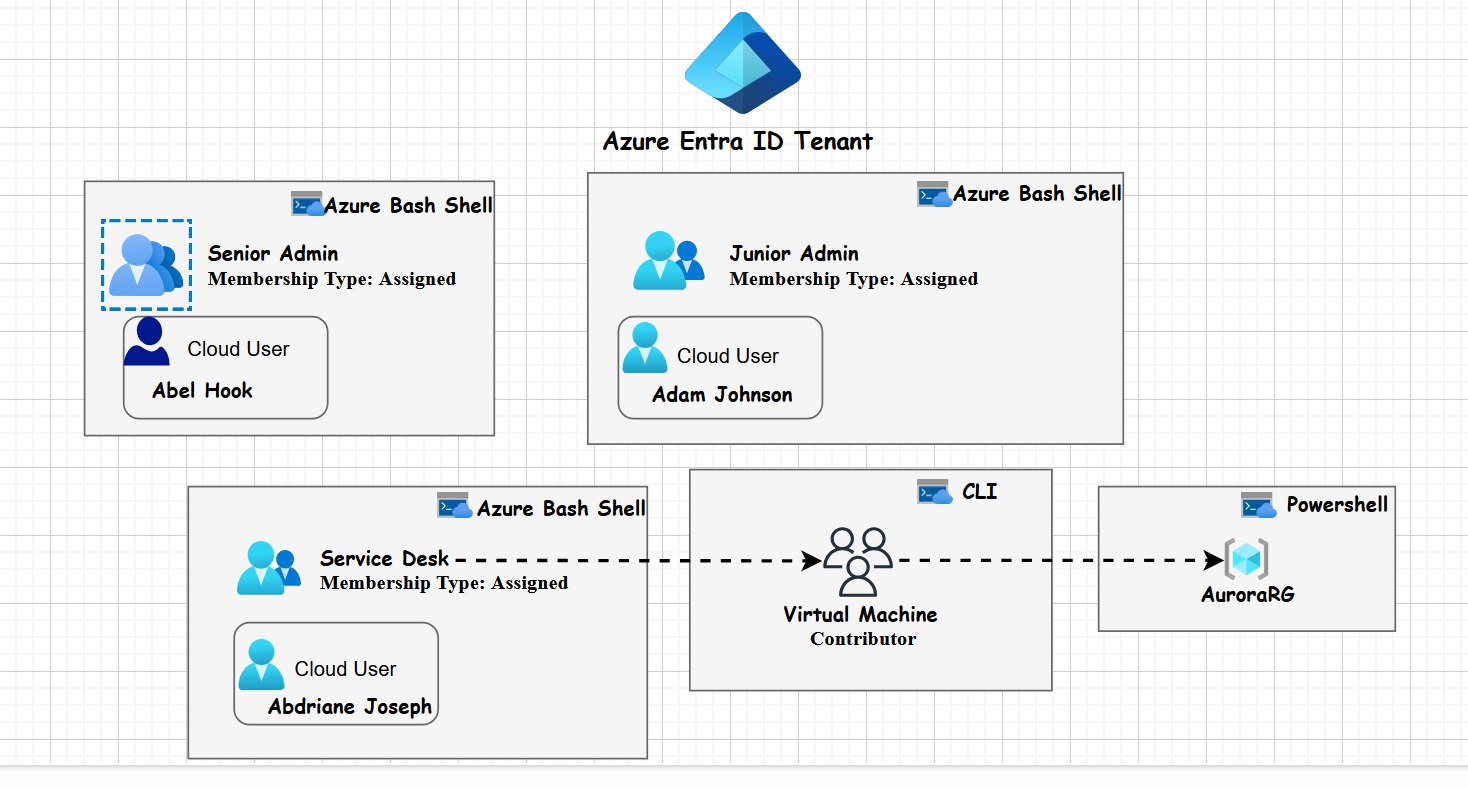 Azure Entra ID Tenant
Azure Bash Shell
Senior Admin
Membership Type: Assigned
Cloud User
Abel Hook
Azure Bash Shell
Junior Admin
Membership Type: Assigned
Cloud User
Adam Johnson
Azure Bash Shell
Service Desk
Membership Type: Assigned
Cloud User
Abdriane Joseph
CLI
Virtual Machine
Contributor
Powershell
AuroraRG